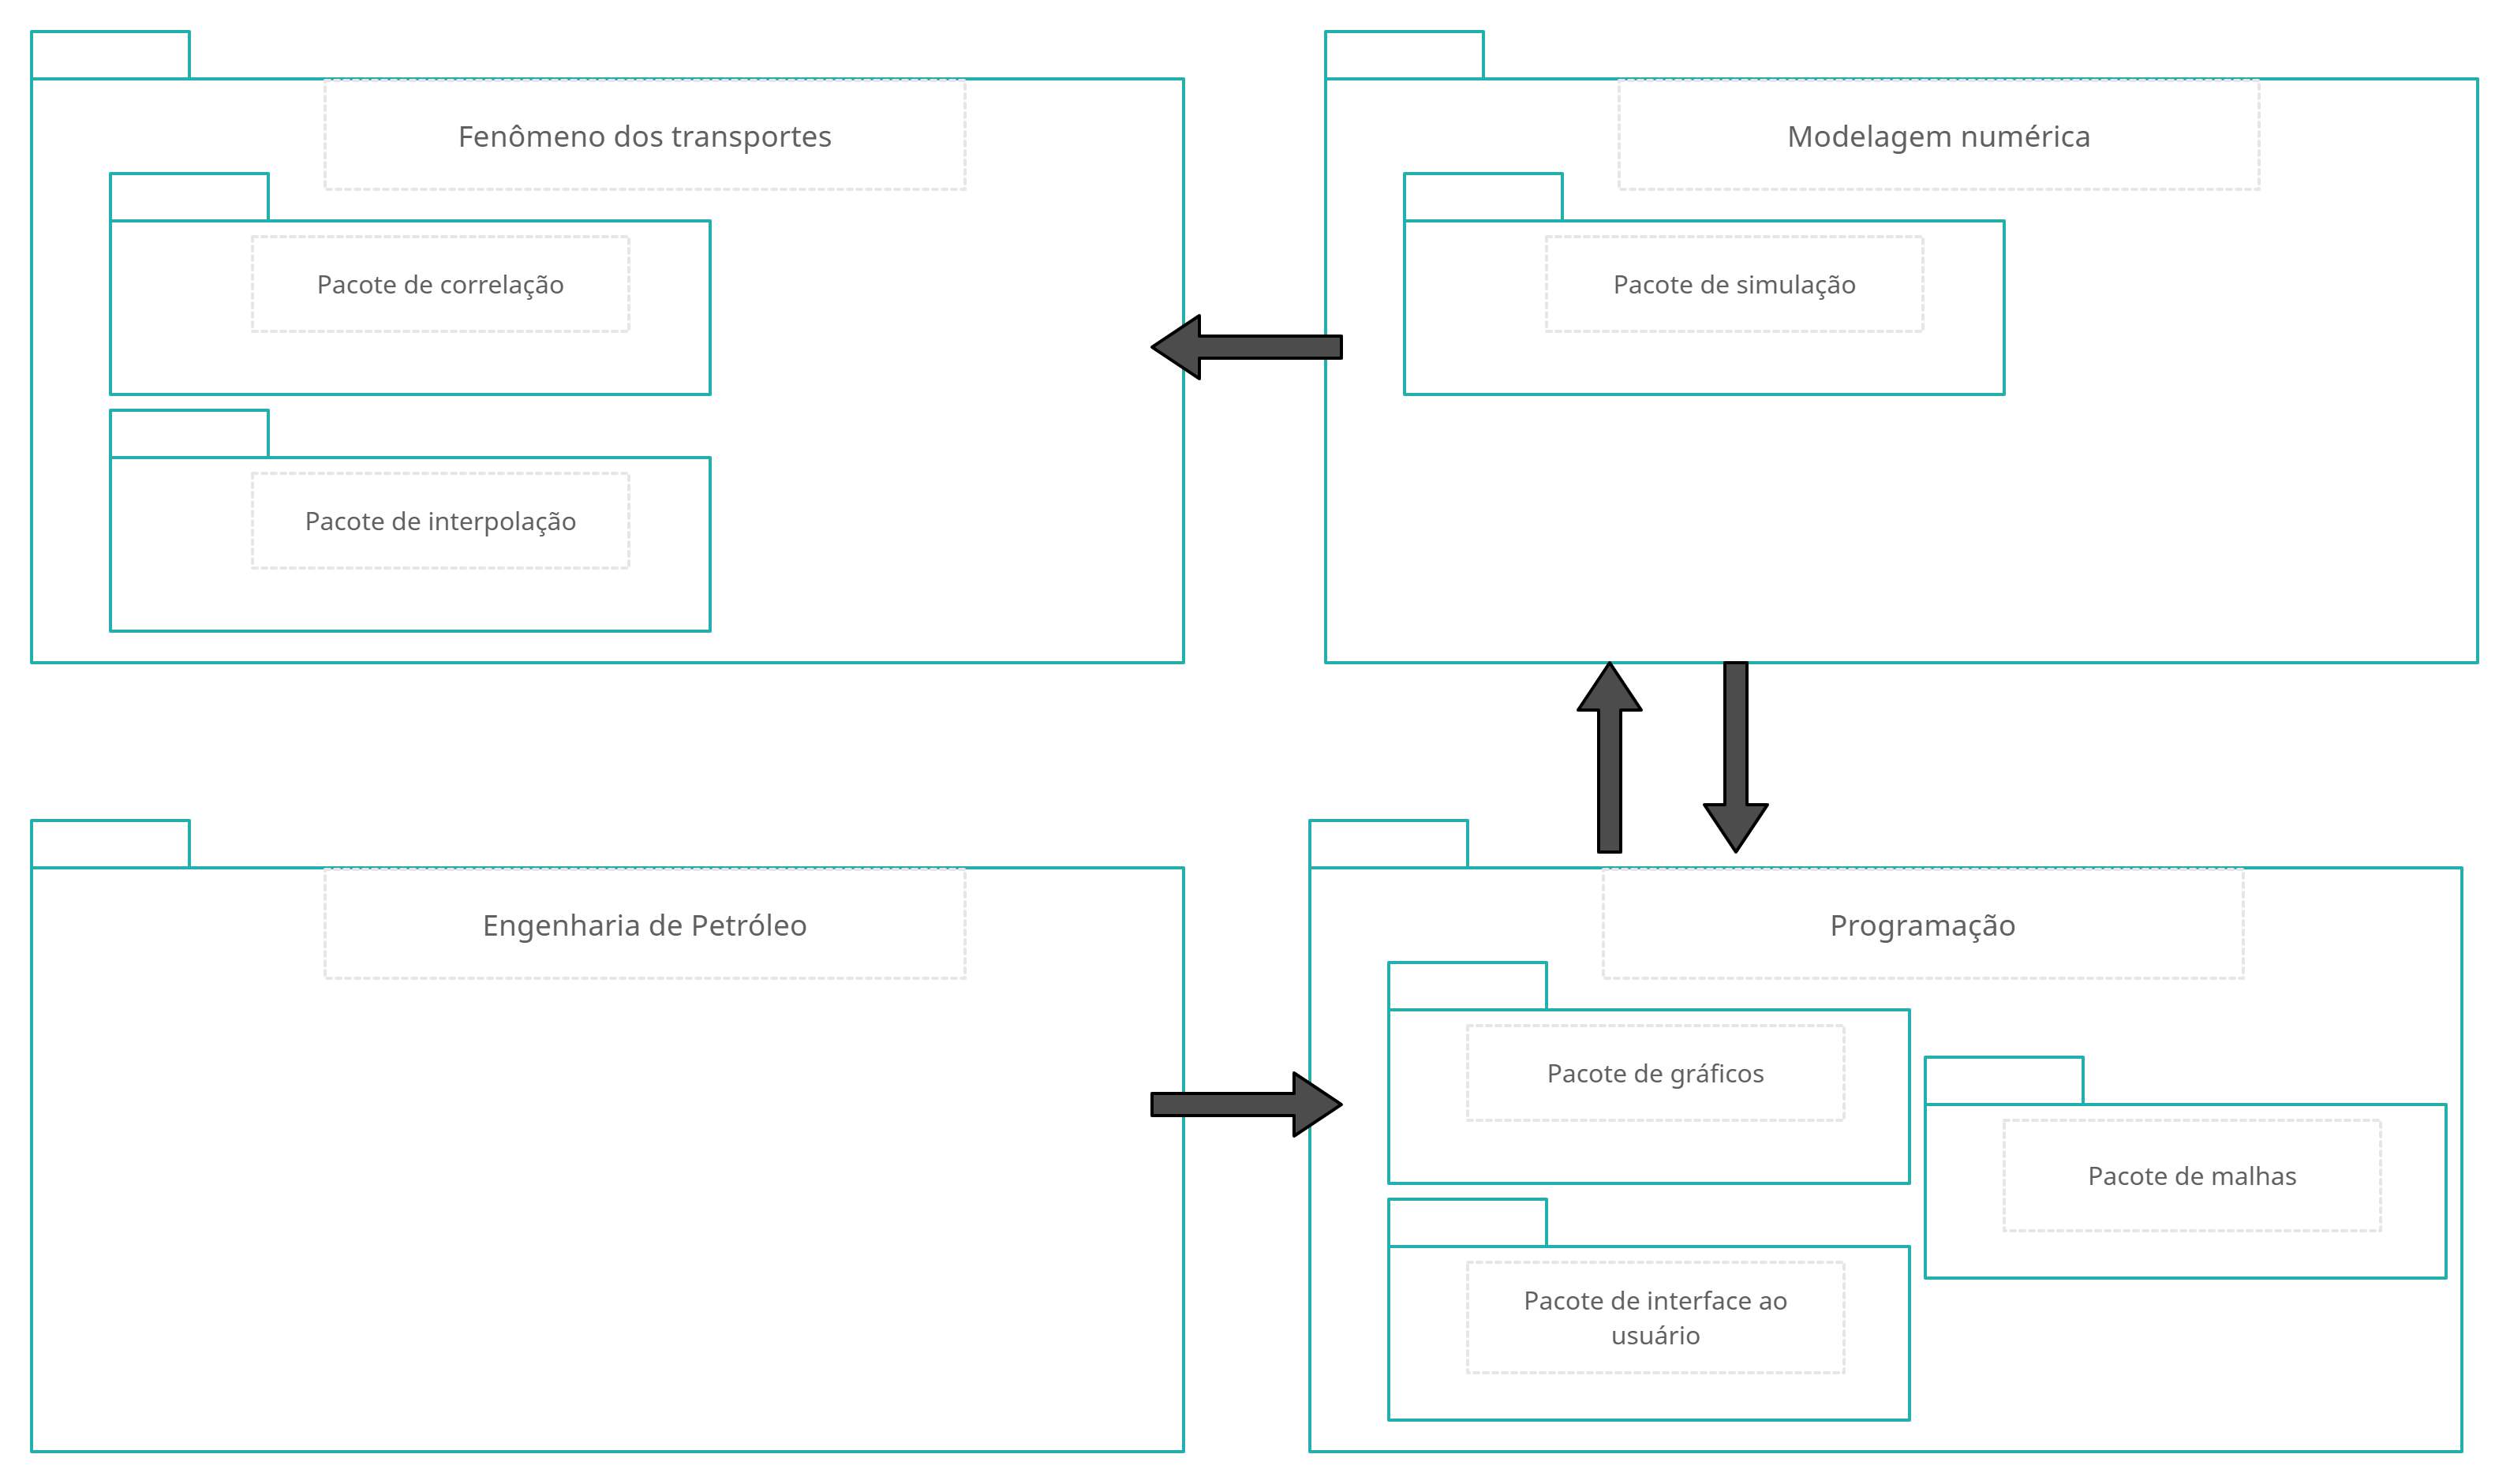 Fenômeno dos transportes
Pacote de correlação
Pacote de interpolação
Modelagem numérica
Pacote de simulação
Engenharia de Petróleo
Programação
Pacote de gráficos
Pacote de malhas
Pacote de interface ao
usuário